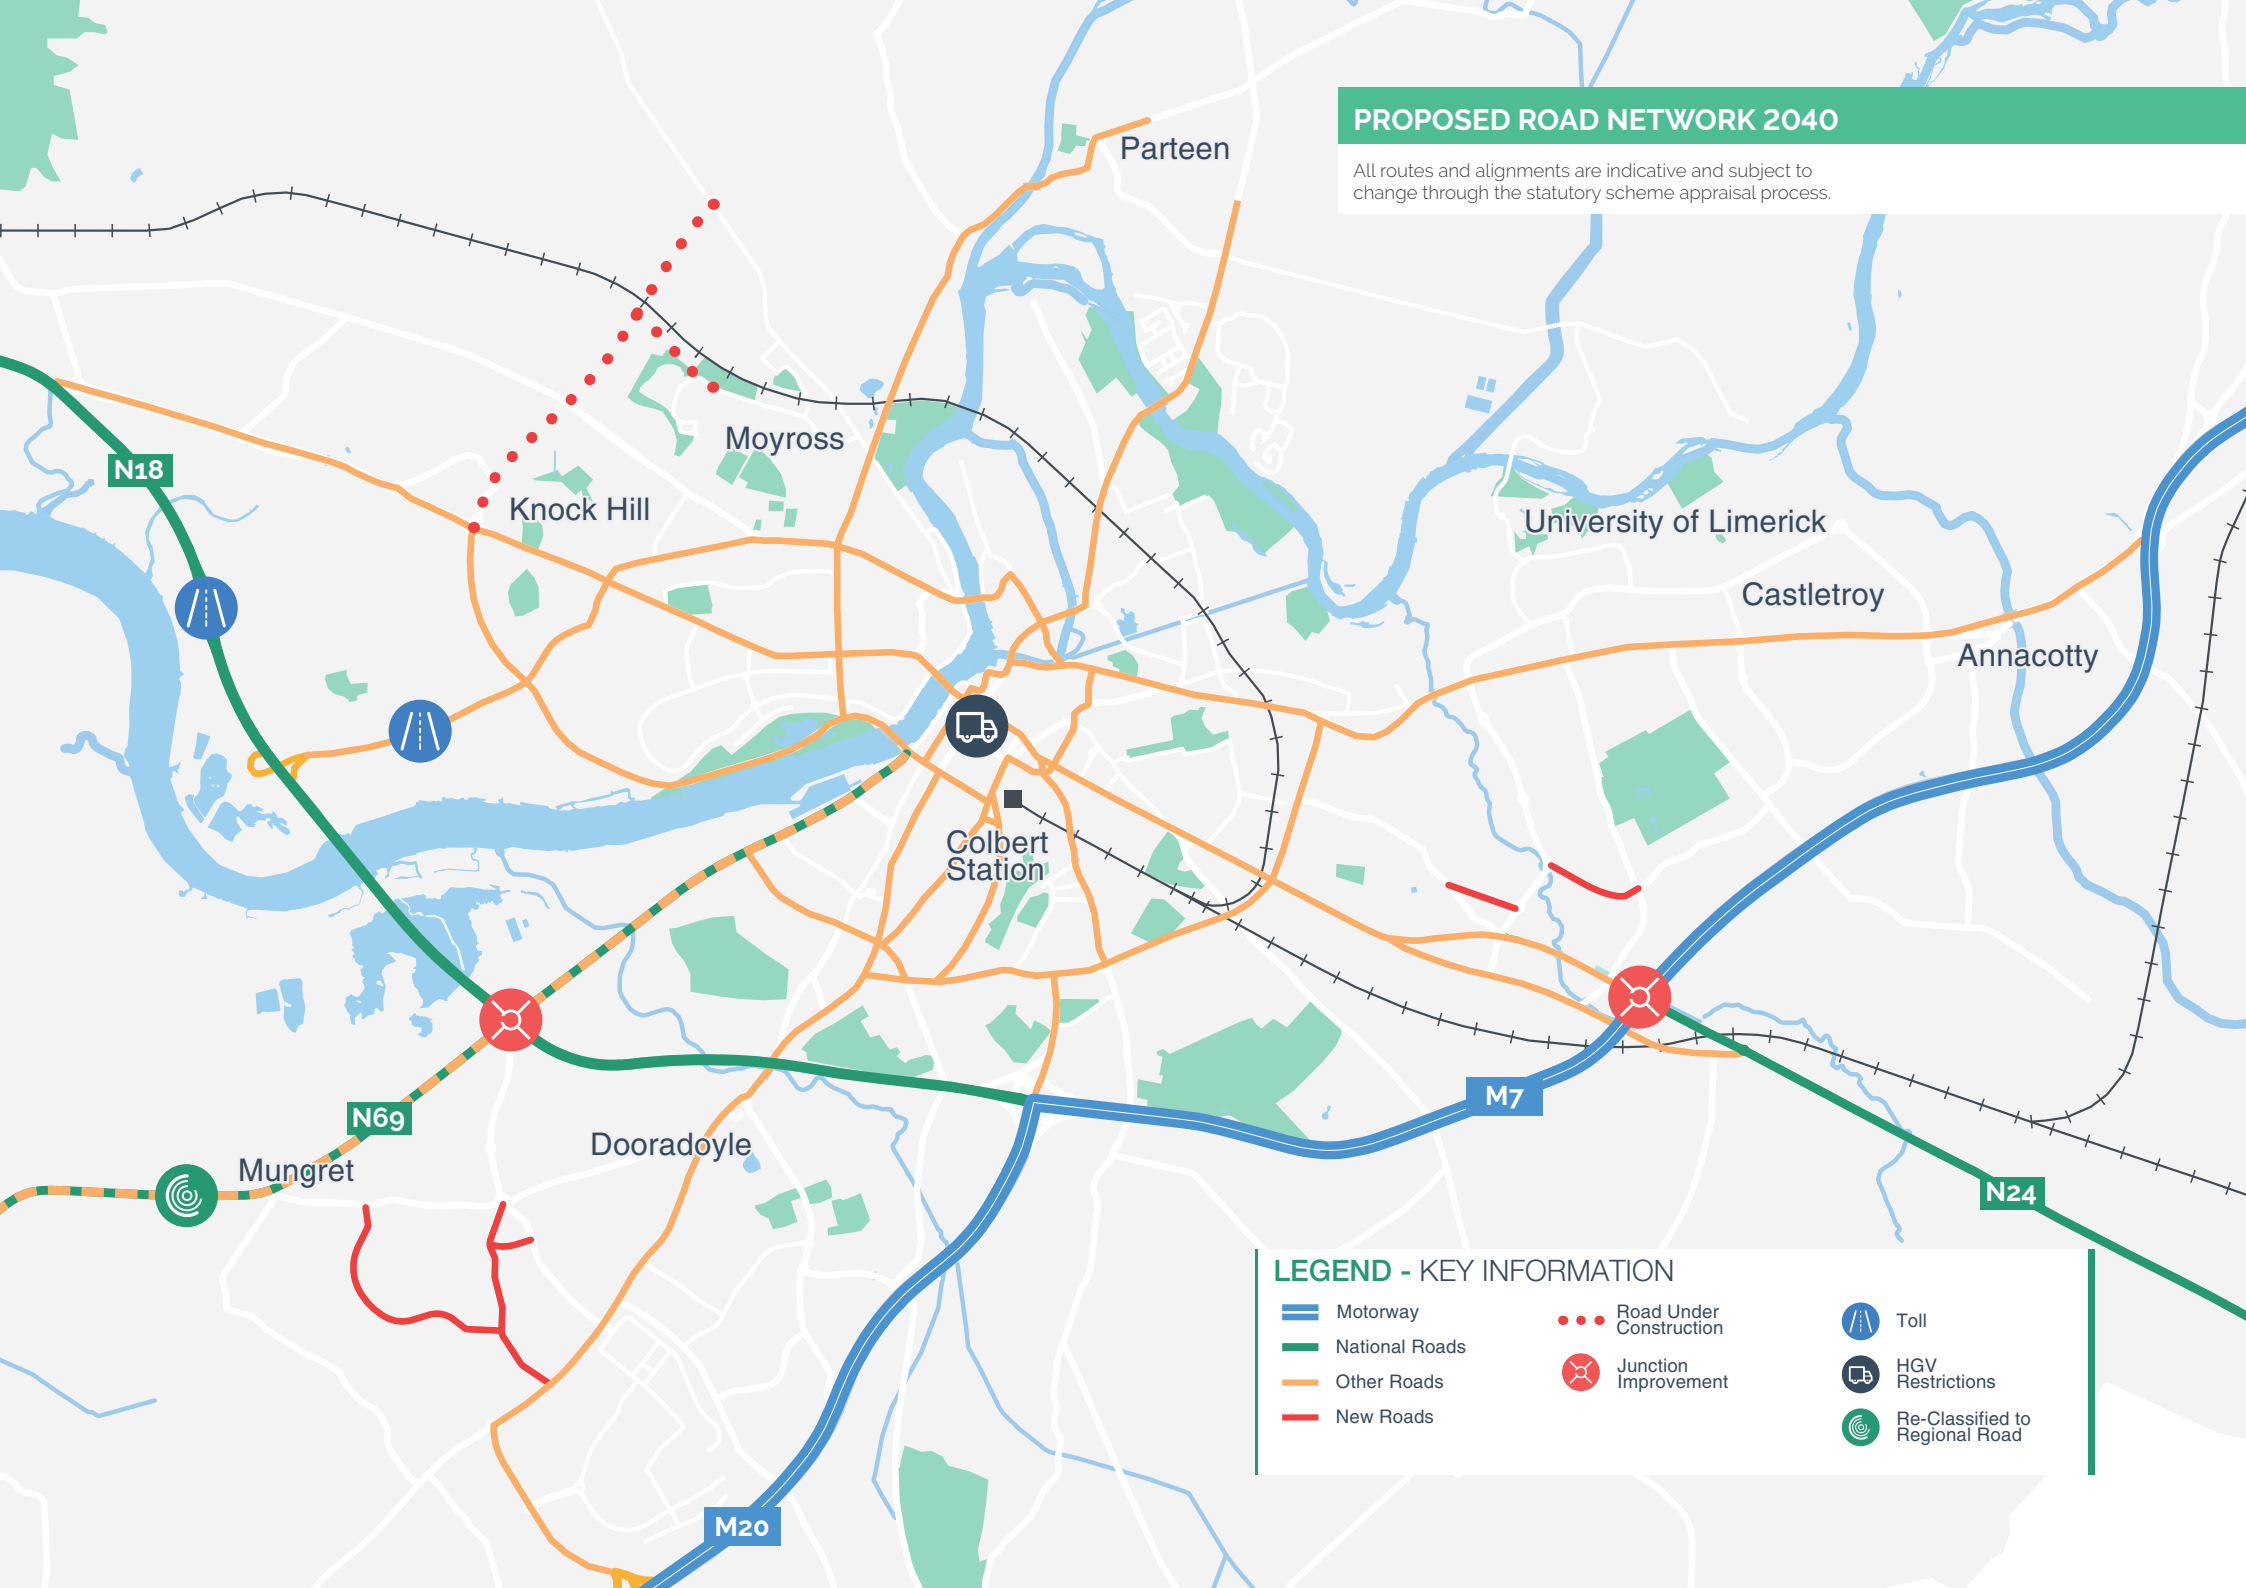 PROPOSED ROAD NETWORK 2040
All routes and alignments are indicative and subject to
change through the statutory scheme appraisal process.
Parteen
Moyross
N18
Knock Hill
University of Limerick
Castletroy
Annacotty
Colbert
Station
M7
N69
Dooradoyle
Mungret
N24
M20
LEGEND - KEY INFORMATION
Motorway
National Roads
Other Roads
New Roads
Road Under
Construction
Junction
Improvement
Toll
HGV
Restrictions
Re-Classified to
Regional Road